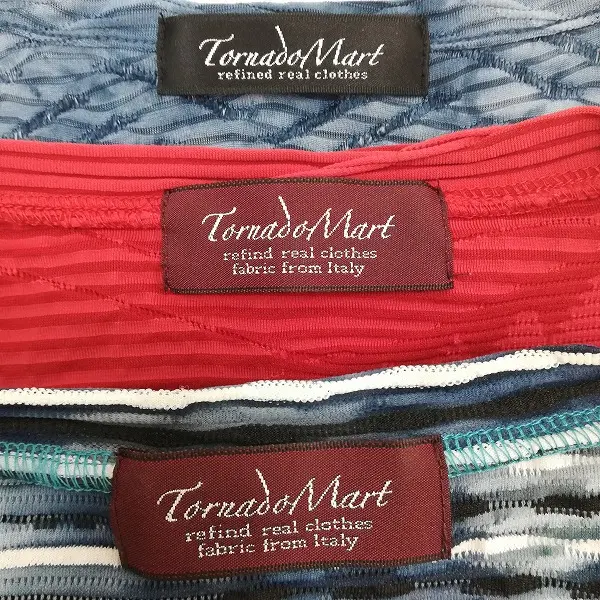 TornadoMart
refined real clothes
TornadoMart
refind real clothes
fabric from Italy
TornadoMart
refind real clothes
fabric from Italy